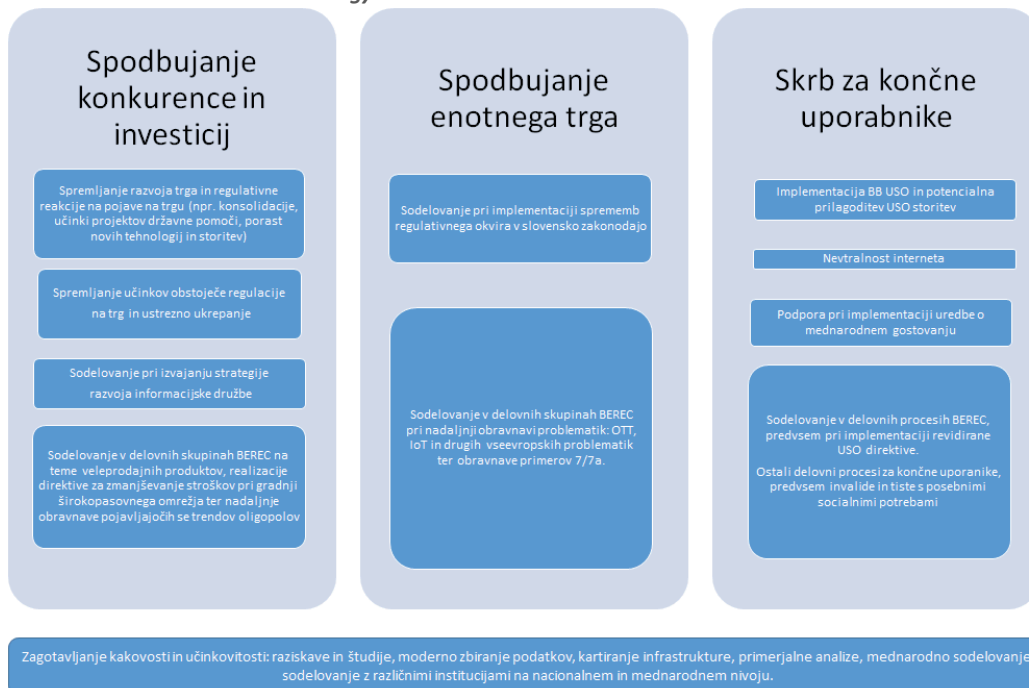 Spodbujanje
konkurence in
investicij
Spremljanje razvoja trga in regulativne
reakcije na pojave na trgu (npr. konsolidacije,
učinki projektov državne pomoči, porast
novih tehnologij in storitev)
Spremljanje učinkov obstoječe regulacije
na trg in ustrezno ukrepanje
Sodelovanje pri izvajanju strategije
razvoja informacijske družbe
Sodelovanje v delovnih skupinah BEREC na
teme veleprodajnih produktov, realizacije
direktive za zmanjševanje stroškov pri gradnji
širokopasovnega omrežja ter nadaljnje
obravnave pojavljajočih se trendov oligopolov
Spodbujanje
enotnega trga
Sodelovanje pri implementaciji sprememb
regulativnega okvira v slovensko zakonodajo
Sodelovanje v delovnih skupinah BEREC
pri nadaljnji obravnavi problematik: OTT,
IoT in drugih vseevropskih problematik
ter obravnave primerov 7/7a.
Skrb za končne
uporabnike
Implementacija BB USO in potencialna
prilagoditev USO storitev
Nevtralnost interneta
Podpora pri implementaciji uredbe o
mednarodnem gostovanju
Sodelovanje v delovnih procesih BEREC,
predvsem pri implementaciji revidirane
USO direktive.
Ostali delovni procesi za končne uporanike,
predvsem invalide in tiste s posebnimi
socialnimi potrebami
Zagotavljanje kakovosti in učinkovitosti: raziskave in študije, moderno zbiranje podatkov, kartiranje infrastrukture, primerjalne analize, mednarodno sodelovanje
sodelovanje z različnimi institucijami na nacionalnem in mednarodnem nivoju.